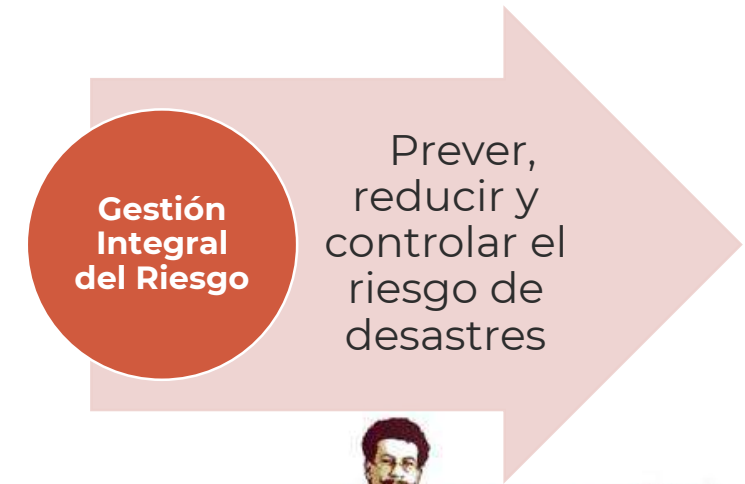 Gestión
Integral
del Riesgo
Prever,
reducir y
controlar el
riesgo de
desastres